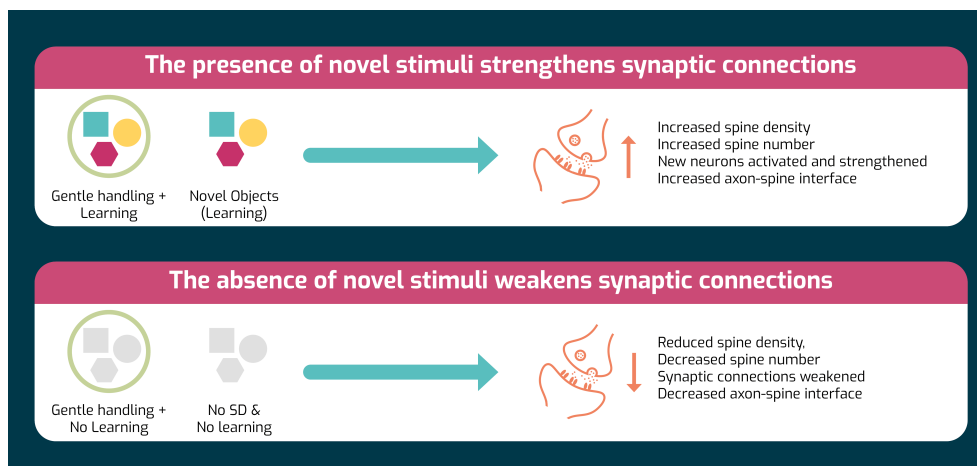 The presence of novel stimuli strengthens synaptic connections
Gentle handling +
Learning
Novel Objects
(Learning)
Increased spine density
Increased spine number
New neurons activated and strengthened
Increased axon-spine interface
The absence of novel stimuli weakens synaptic connections
Gentle handling +
No Learning
No SD &
No learning
Reduced spine density,
Decreased spine number
Synaptic connections weakened
Decreased axon-spine interface